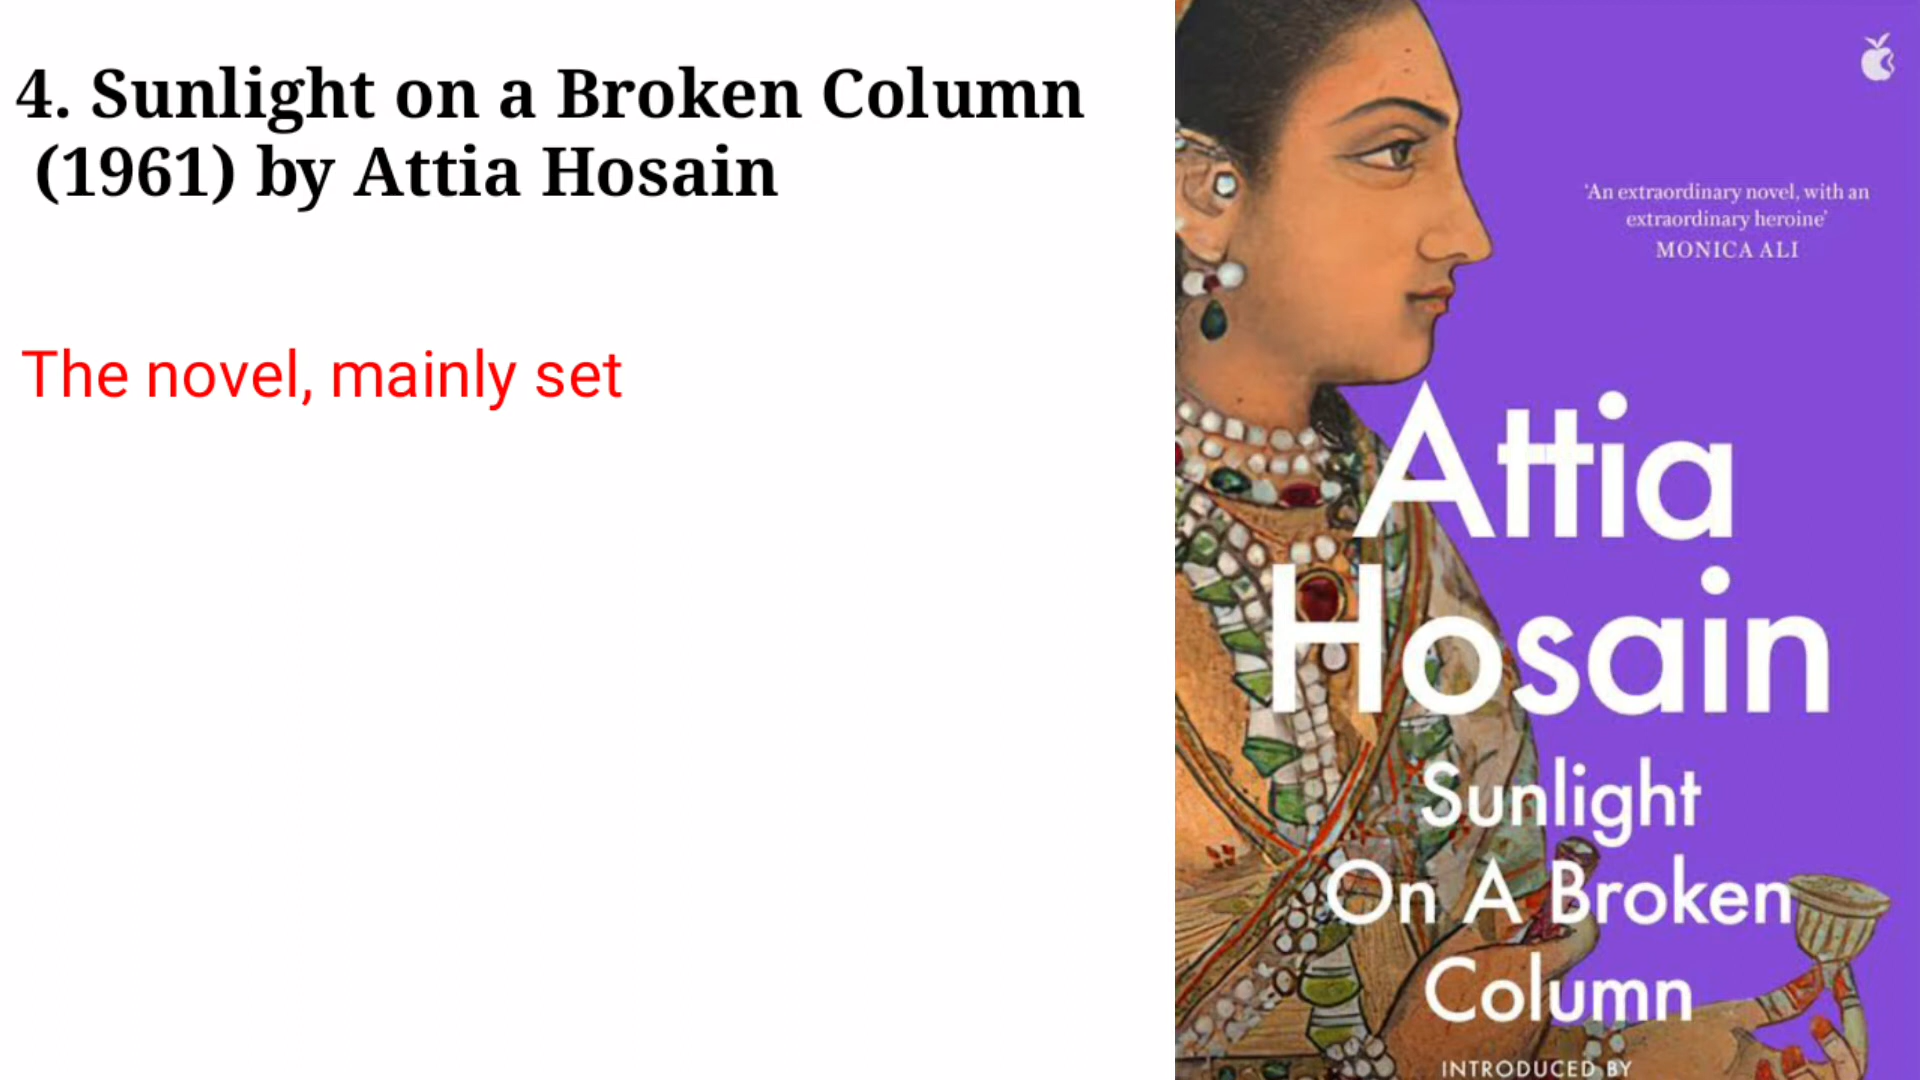 4. Sunlight on a Broken Column
(1961) by Attia Hosain
The novel, mainly set
'An extraordinary novel, with an
extraordinary heroine'
MONICA ALI
Attia
Hosain
Sunlight
On A Broken
Column
INTRODUCED BY